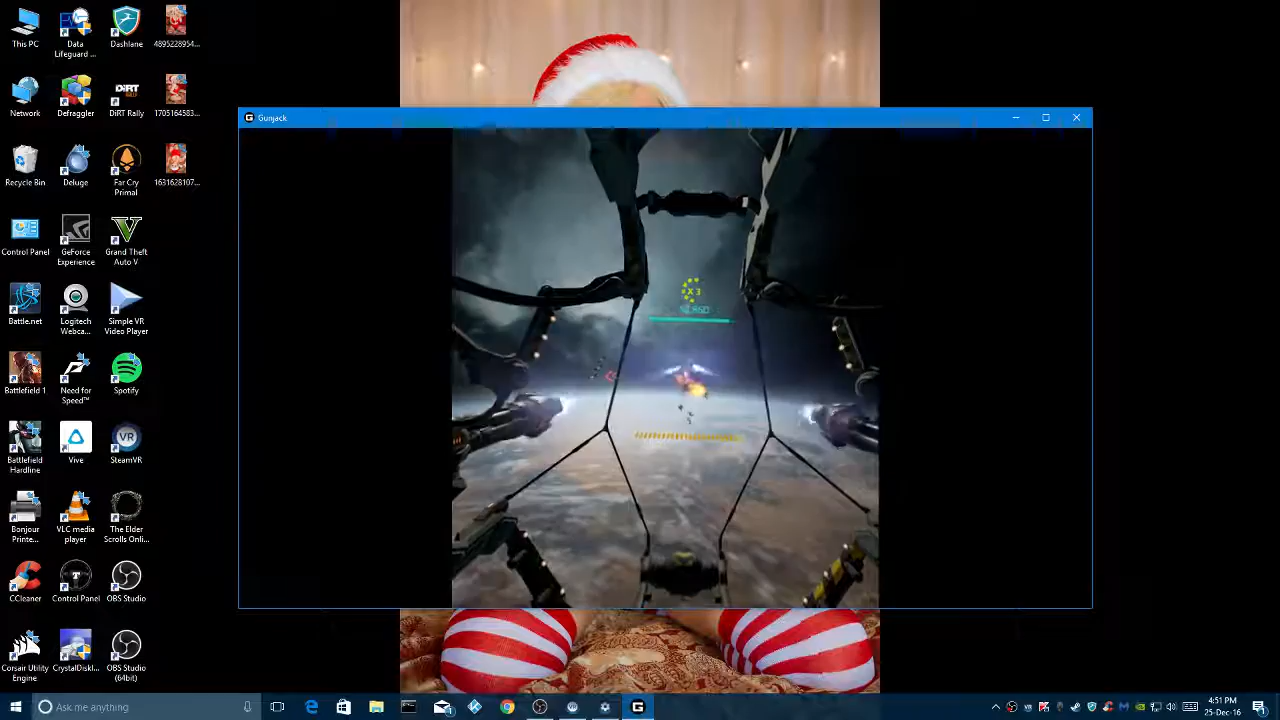 This PC
Data Lifeguard ...
Dashlane
4895228954...
Network
Defraggler
DiRT Rally
1705164583...
Recycle Bin
Deluge
Far Cry Primal
1631628107...
Control Panel
GeForce Experience
Grand Theft Auto V
Battle.net
Logitech Webca...
Simple VR Video Player
Battlefield 1
Need for Speed™
Spotify
Battlefield Hardline
Vive
SteamVR
Bonjour Printe...
VLC media player
The Elder Scrolls Onli...
CCleaner
Control Panel
OBS Studio
Corsair Utility Engine
CrystalDiskI...
OBS Studio (64bit)
DiRT
VR
Gunjack
X3
Ask me anything
4:51 PM
25-Dec-16